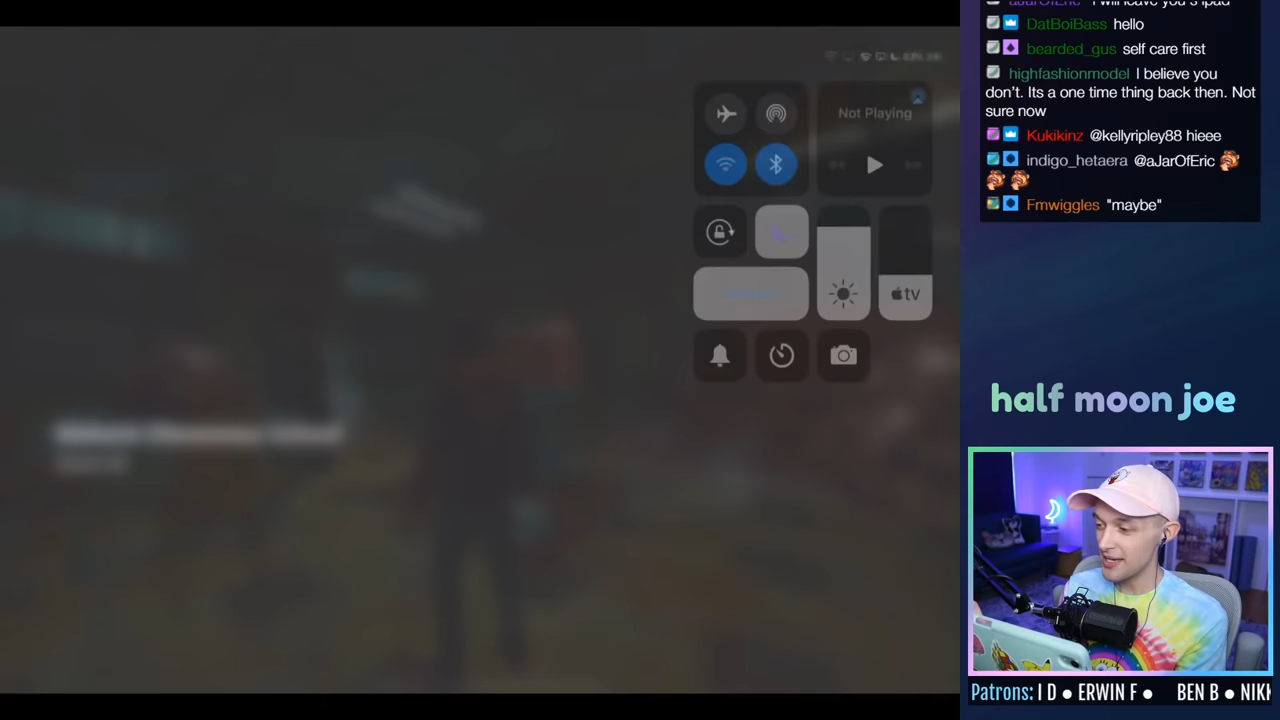 DatBoiBass hello
bearded_gus self care first
highfashionmodel I believe you
don't. Its a one time thing back then. Not
sure now
Kukikinz @kellyripley88 hieee
indigo_hetaera @aJarOfEric
Fmwiggles "maybe"
Not Playing
tv
half moon joe
Patrons: I D ● ERWIN F ● BEN B ● NIKK